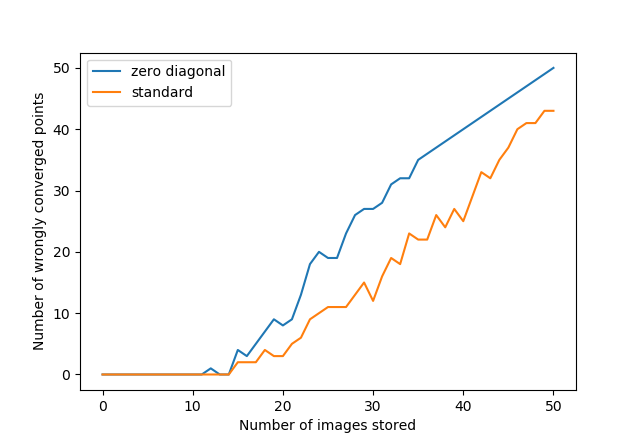 zero diagonal
standard
50
40
30
20
10
0
Number of wrongly converged points
0 10 20 30 40 50
Number of images stored